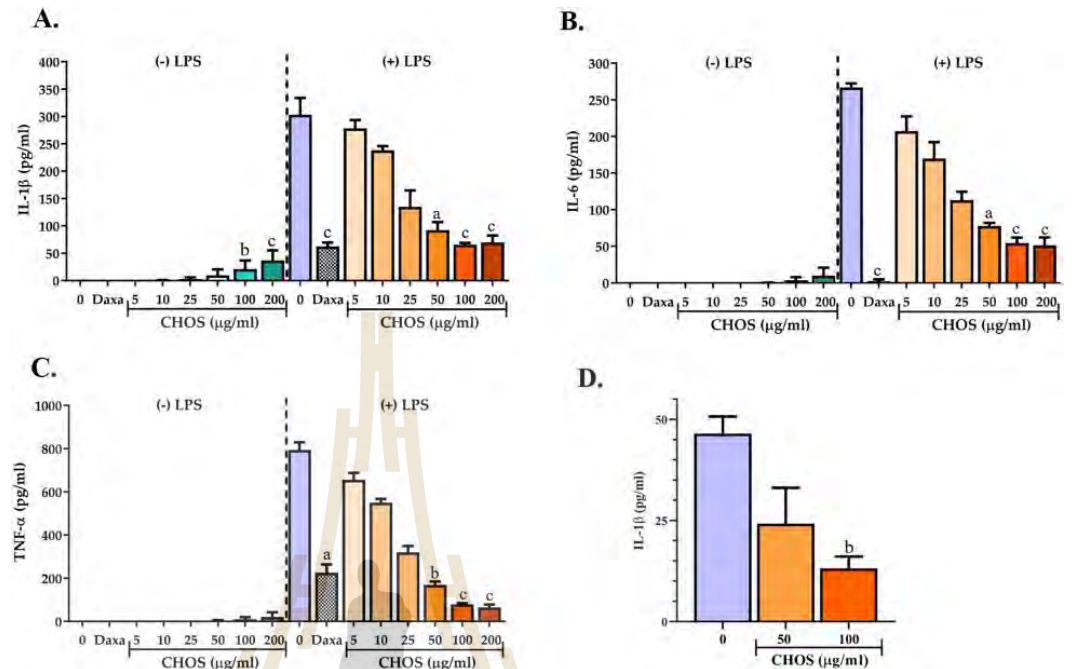 A.
(-) LPS (+) LPS
400
350
300
250
200
150
100
50
0
IL-1β (pg/ml)
b c c a c c
0 Daxa 5 10 25 50 100 200 0 Daxa 5 10 25 50 100 200
CHOS (µg/ml) CHOS (µg/ml)
B.
(-) LPS (+) LPS
300
250
200
150
100
50
0
IL-6 (pg/ml)
c a c c
0 Daxa 5 10 25 50 100 200 0 Daxa 5 10 25 50 100 200
CHOS (µg/ml) CHOS (µg/ml)
C.
(-) LPS (+) LPS
1000
800
600
400
200
0
TNF-α (pg/ml)
a b c c
0 Daxa 5 10 25 50 100 200 0 Daxa 5 10 25 50 100 200
CHOS (µg/ml) CHOS (µg/ml)
D.
50
25
0
IL-1β (pg/ml)
b
0 50 100
CHOS (µg/ml)